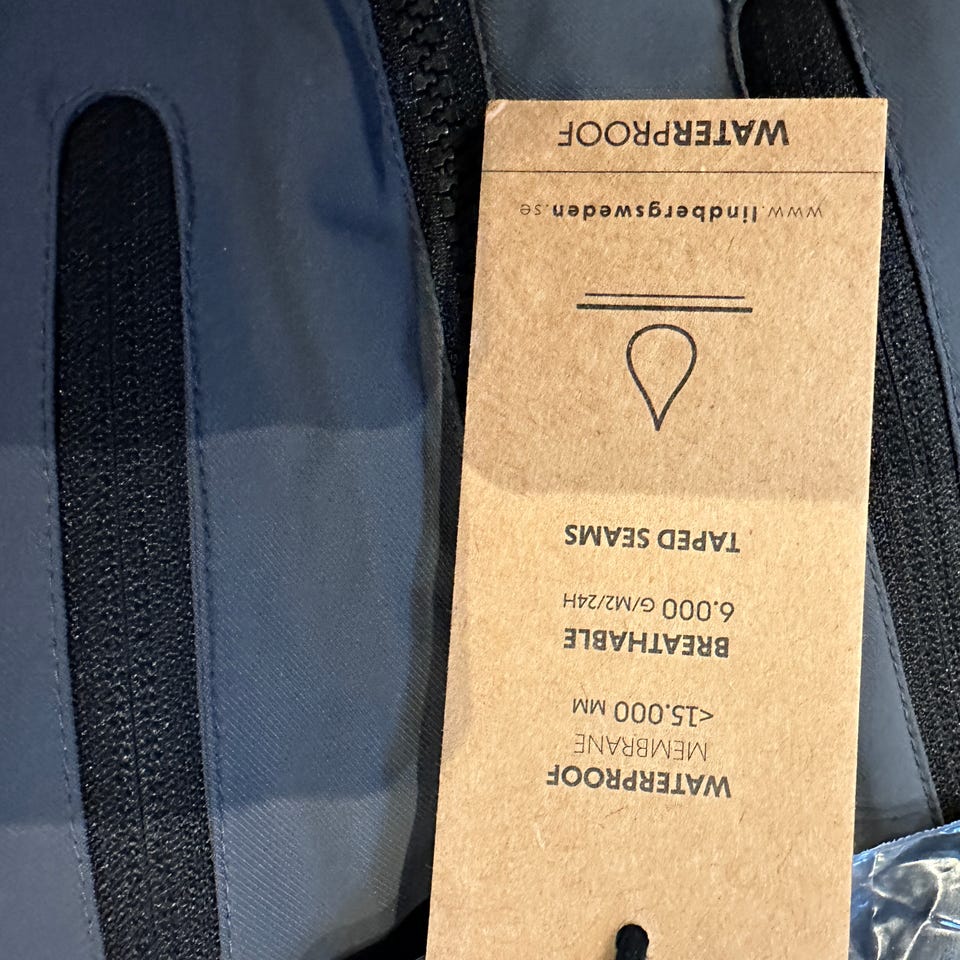 WATERPROOF
MEMBRANE
<15.000 MM
BREATHABLE
6.000 G/M2/24H
TAPED SEAMS
www.lindbergsweden.se
WATERPROOF